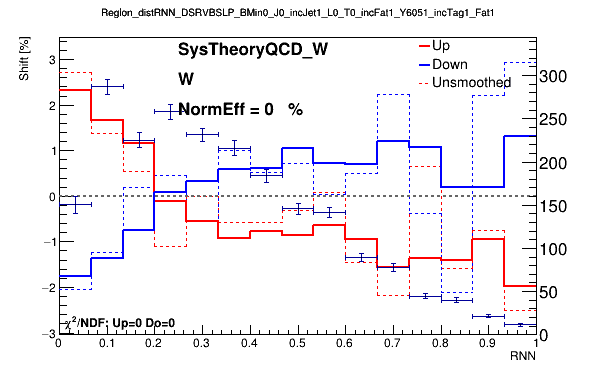 Region_distRNN_DSRVBSLP_BMin0_J0_incJet1_L0_T0_incFat1_Y6051_incTag1_Fat1
Shift [%]
SysTheoryQCD_W
W
NormEff = 0 %
Up
Down
Unsmoothed
3
2
1
0
−1
−2
−3
300
250
200
150
100
50
0
χ²/NDF: Up=0 Do=0
0 0.1 0.2 0.3 0.4 0.5 0.6 0.7 0.8 0.9 1
RNN